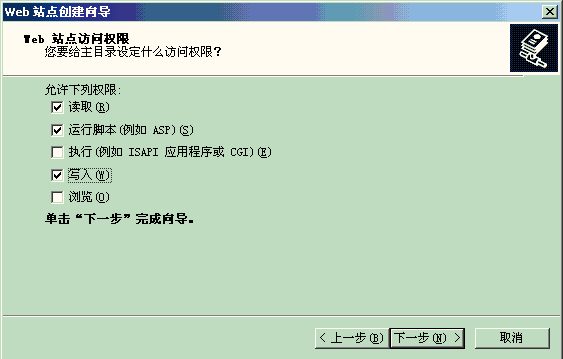 Web 站点创建向导
Web 站点访问权限
您要给主目录设定什么访问权限?
允许下列权限:
读取(R)
运行脚本(例如 ASP)(S)
执行(例如 ISAPI 应用程序或 CGI)(E)
写入(W)
浏览(O)
单击“下一步”完成向导。
< 上一步(B) 下一步(N) > 取消